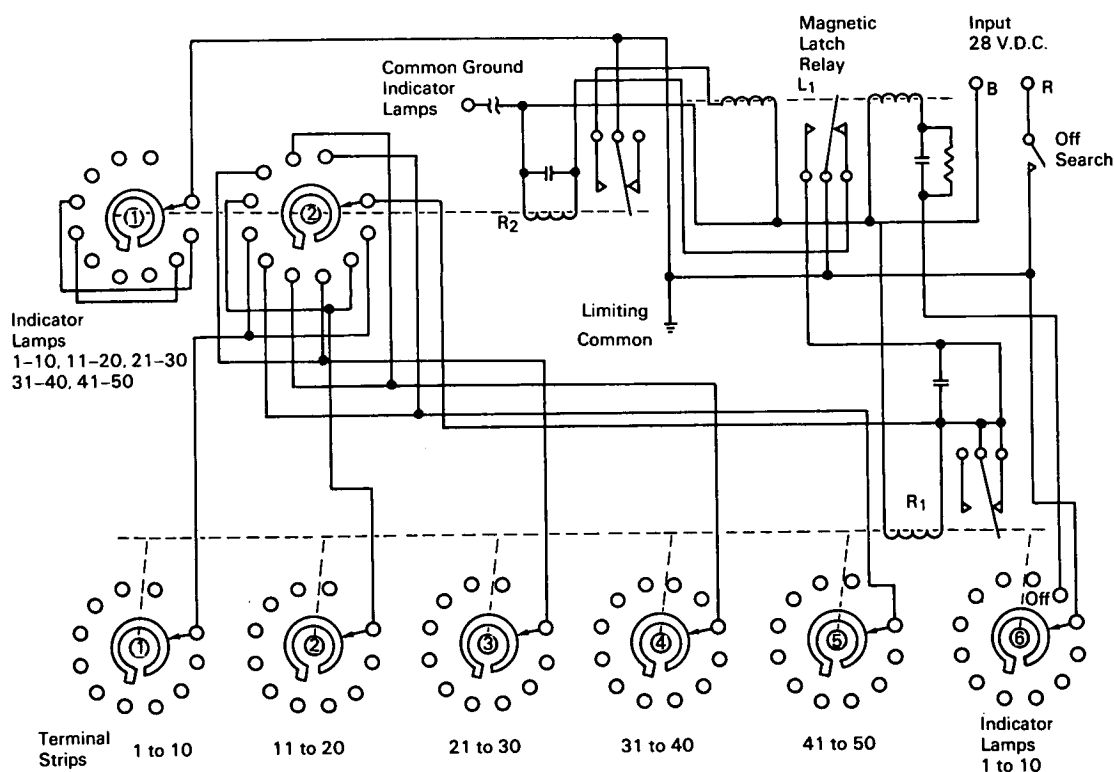 Magnetic
Latch
Relay
L1
Input
28 V.D.C.
B
R
Common Ground
Indicator
Lamps
Off
Search
1
2
R2
Limiting
Common
Indicator
Lamps
1–10, 11–20, 21–30
31–40, 41–50
R1
Off
1
2
3
4
5
6
Terminal
Strips
1 to 10
11 to 20
21 to 30
31 to 40
41 to 50
Indicator
Lamps
1 to 10